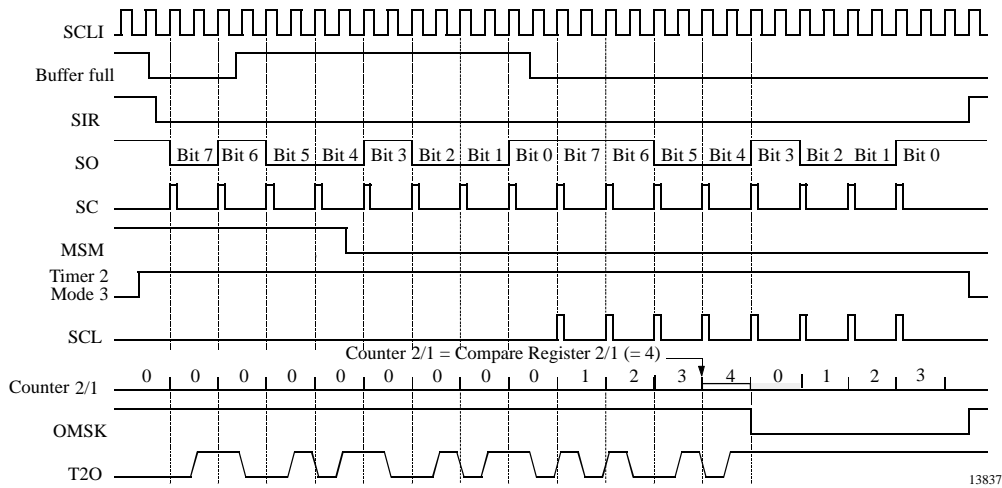 SCLI
Buffer full
SIR
SO
Bit 7 Bit 6 Bit 5 Bit 4 Bit 3 Bit 2 Bit 1 Bit 0 Bit 7 Bit 6 Bit 5 Bit 4 Bit 3 Bit 2 Bit 1 Bit 0
SC
MSM
Timer 2
Mode 3
SCL
Counter 2/1 = Compare Register 2/1 (= 4)
Counter 2/1
0 0 0 0 0 0 0 0 0 1 2 3 4 0 1 2 3
OMSK
T2O
13837